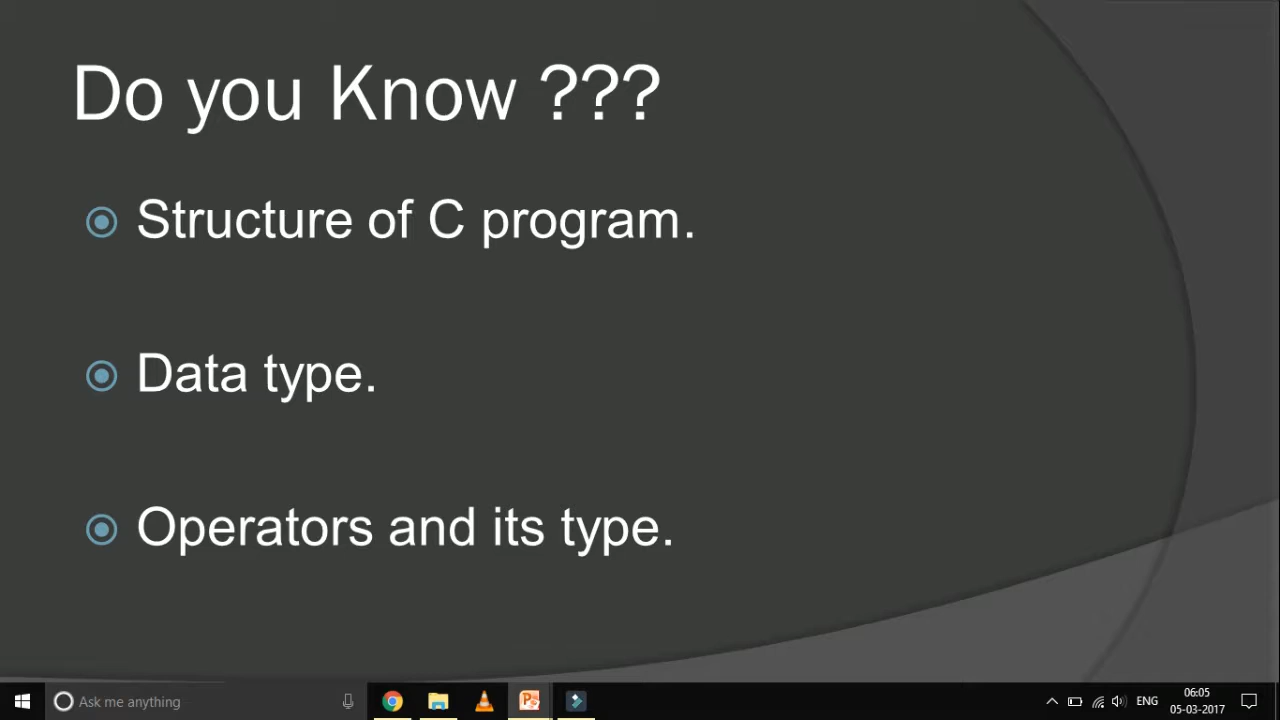 Do you Know ???
Structure of C program.
Data type.
Operators and its type.
Ask me anything
ENG
06:05
05-03-2017